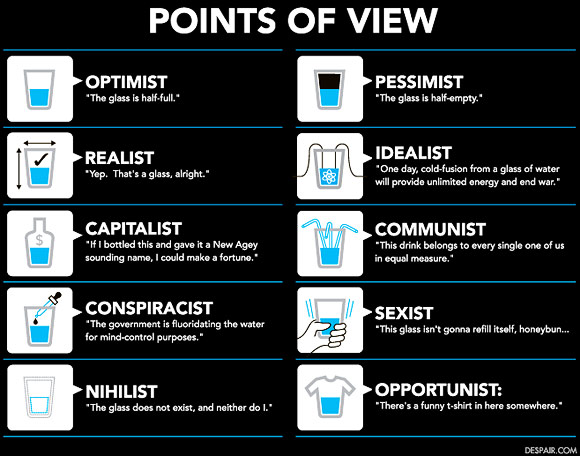 POINTS OF VIEW
OPTIMIST
"The glass is half-full."
PESSIMIST
"The glass is half-empty."
REALIST
"Yep. That's a glass, alright."
IDEALIST
"One day, cold-fusion from a glass of water
will provide unlimited energy and end war."
CAPITALIST
$
"If I bottled this and gave it a New Agey
sounding name, I could make a fortune."
COMMUNIST
"This drink belongs to every single one of us
in equal measure."
CONSPIRACIST
"The government is fluoridating the water
for mind-control purposes."
SEXIST
"This glass isn't gonna refill itself, honeybun...
NIHILIST
"The glass does not exist, and neither do I."
OPPORTUNIST:
"There's a funny t-shirt in here somewhere."
DESPAIR.COM